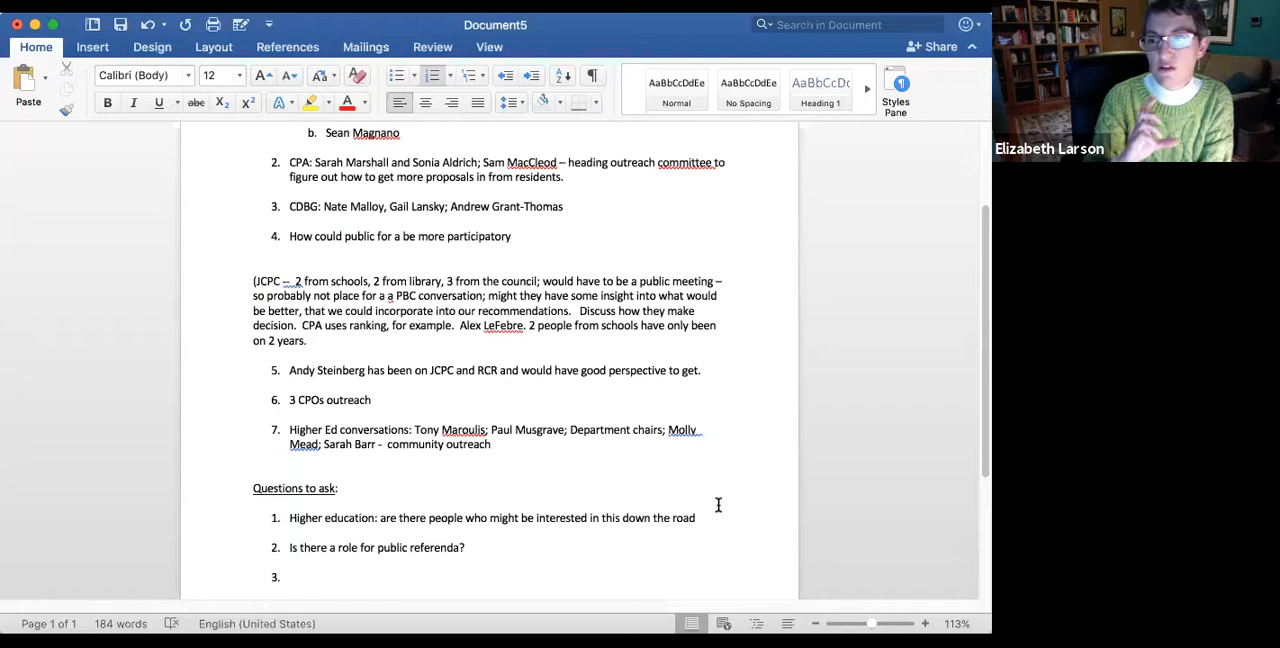 Document5
Search in Document
Home Insert Design Layout References Mailings Review View
Share
Paste
Calibri (Body) 12
AaBbCcDdEe AaBbCcDdEe AaBbCcDc
Normal No Spacing Heading 1
Styles
Pane
b. Sean Magnano
2. CPA: Sarah Marshall and Sonia Aldrich; Sam MacCleod – heading outreach committee to
figure out how to get more proposals in from residents.
3. CDBG: Nate Malloy, Gail Lansky; Andrew Grant-Thomas
4. How could public for a be more participatory
(JCPC – 2 from schools, 2 from library, 3 from the council; would have to be a public meeting –
so probably not place for a a PBC conversation; might they have some insight into what would
be better, that we could incorporate into our recommendations. Discuss how they make
decision. CPA uses ranking, for example. Alex LeFebre. 2 people from schools have only been
on 2 years.
5. Andy Steinberg has been on JCPC and RCR and would have good perspective to get.
6. 3 CPOs outreach
7. Higher Ed conversations: Tony Maroulis; Paul Musgrave; Department chairs; Molly
Mead; Sarah Barr - community outreach
Questions to ask:
1. Higher education: are there people who might be interested in this down the road
2. Is there a role for public referenda?
3.
Page 1 of 1 184 words English (United States) 113%
Elizabeth Larson